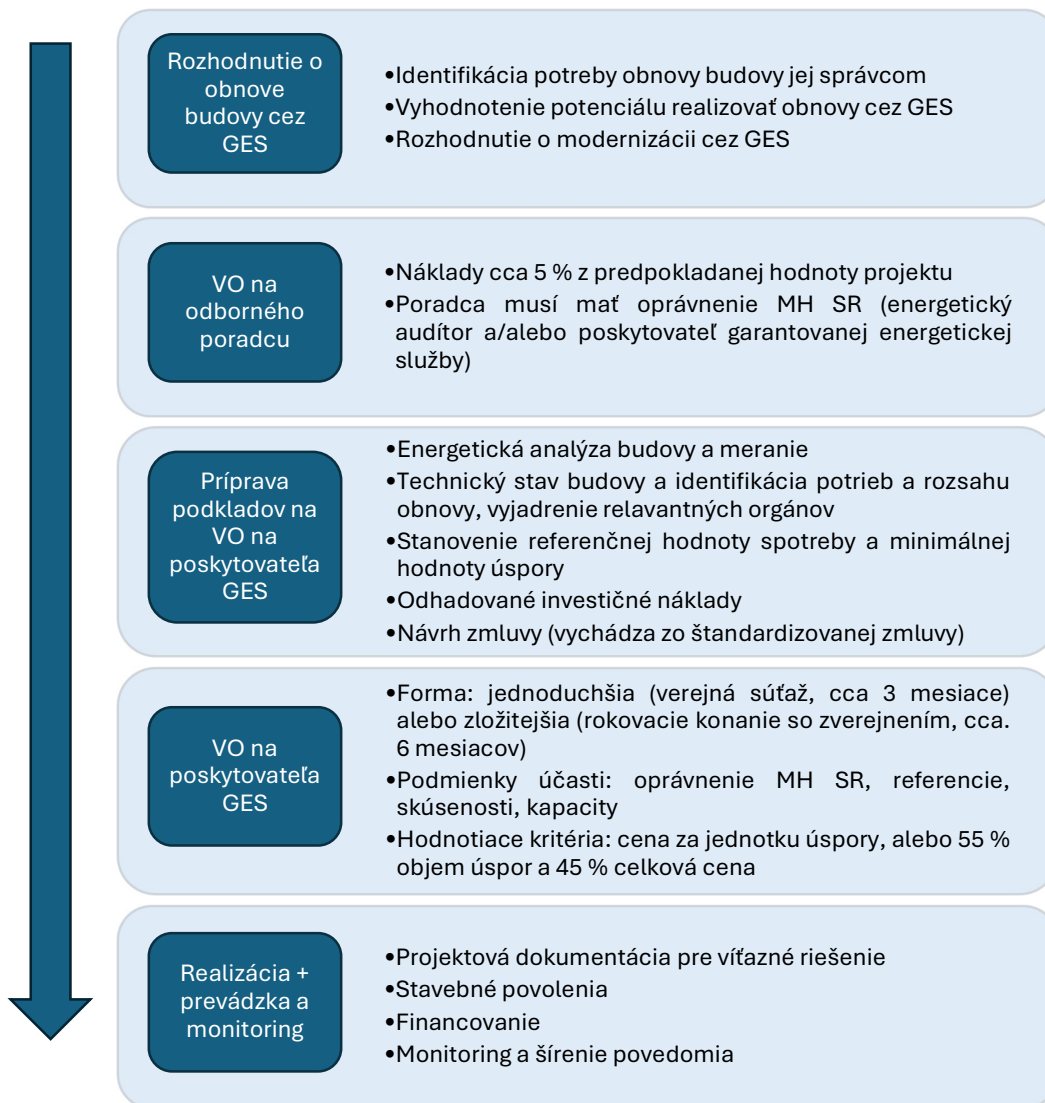 Rozhodnutie o
obnove
budovy cez
GES
•Identifikácia potreby obnovy budovy jej správcom
•Vyhodnotenie potenciálu realizovať obnovy cez GES
•Rozhodnutie o modernizácii cez GES
VO na
odborného
poradcu
•Náklady cca 5 % z predpokladanej hodnoty projektu
•Poradca musí mať oprávnenie MH SR (energetický
audítor a/alebo poskytovateľ garantovanej energetickej
služby)
Príprava
podkladov na
VO na
poskytovateľa
GES
•Energetická analýza budovy a meranie
•Technický stav budovy a identifikácia potrieb a rozsahu
obnovy, vyjadrenie relavantných orgánov
•Stanovenie referenčnej hodnoty spotreby a minimálnej
hodnoty úspory
•Odhadované investičné náklady
•Návrh zmluvy (vychádza zo štandardizovanej zmluvy)
VO na
poskytovateľa
GES
•Forma: jednoduchšia (verejná súťaž, cca 3 mesiace)
alebo zložitejšia (rokovacie konanie so zverejnením, cca.
6 mesiacov)
•Podmienky účasti: oprávnenie MH SR, referencie,
skúsenosti, kapacity
•Hodnotiace kritéria: cena za jednotku úspory, alebo 55 %
objem úspor a 45 % celková cena
Realizácia +
prevádzka a
monitoring
•Projektová dokumentácia pre víťazné riešenie
•Stavebné povolenia
•Financovanie
•Monitoring a šírenie povedomia